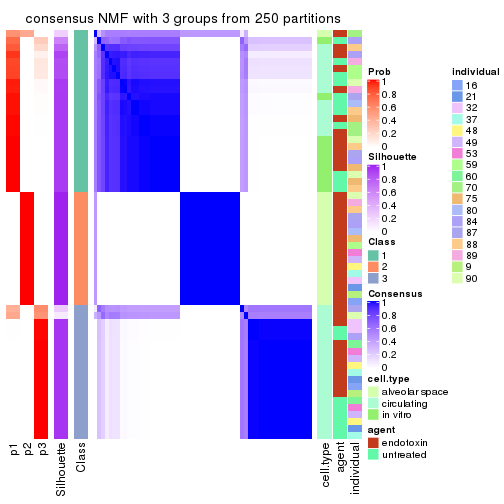 consensus NMF with 3 groups from 250 partitions
p1
p2
p3
Silhouette
Class
cell.type
agent
individual
Prob
1
0.8
0.6
0.4
0.2
0
Silhouette
1
0.8
0.6
0.4
0.2
0
Class
1
2
3
Consensus
1
0.8
0.6
0.4
0.2
0
cell.type
alveolar space
circulating
in vitro
agent
endotoxin
untreated
Individual
16
21
32
37
48
49
53
59
60
70
75
80
84
87
88
89
9
90